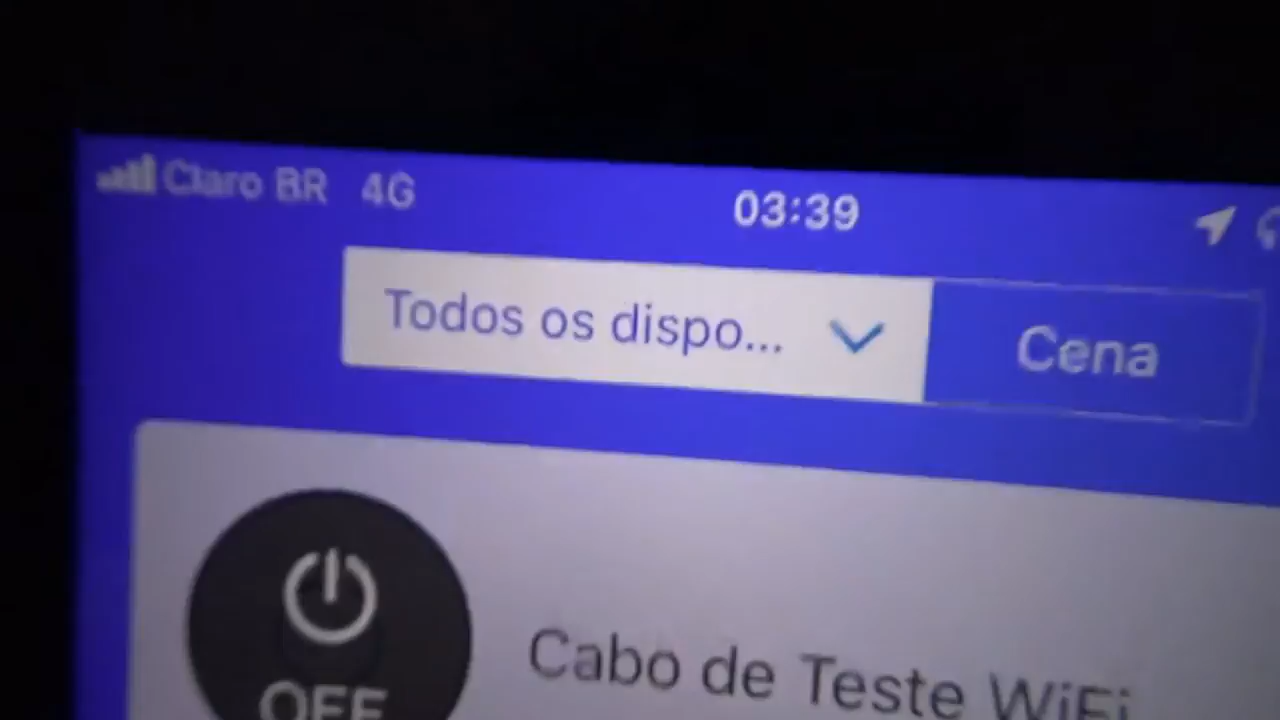 Claro BR 4G 03:39
Todos os dispo... Cena
Cabo de Teste WiFi
OFF